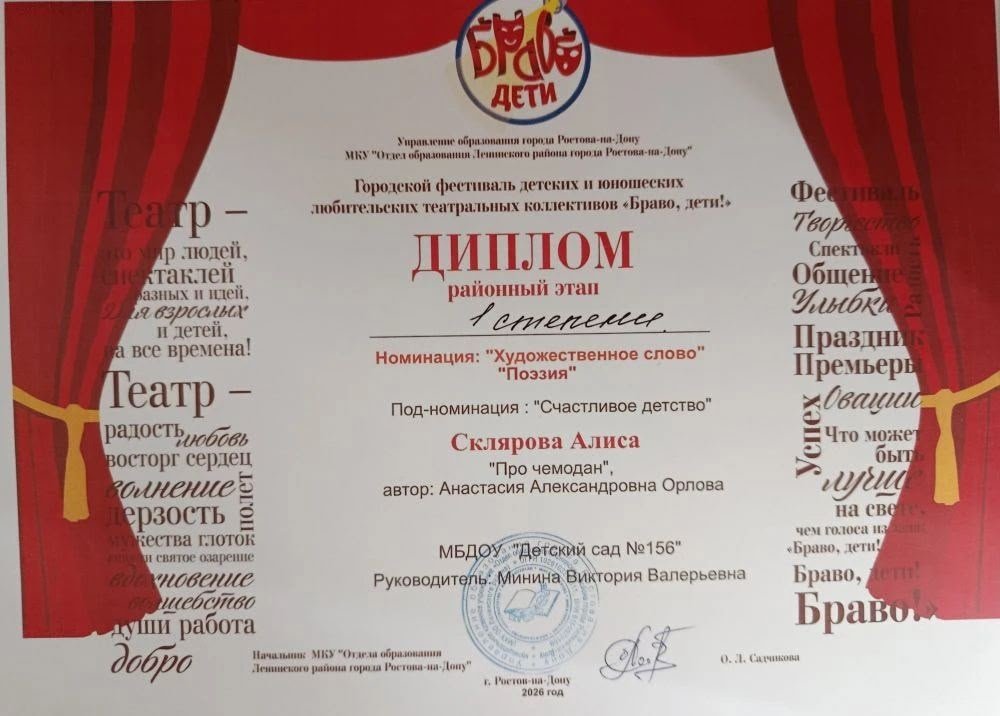 Браво
ДЕТИ
Управление образования города Ростова-на-Дону
МКУ "Отдел образования Ленинского района города Ростова-на-Дону"
Городской фестиваль детских и юношеских
любительских театральных коллективов «Браво, дети!»
ДИПЛОМ
районный этап
1 степени
Номинация: "Художественное слово"
"Поэзия"
Под-номинация : "Счастливое детство"
Склярова Алиса
"Про чемодан",
автор: Анастасия Александровна Орлова
МБДОУ "Детский сад №156"
Руководитель: Минина Виктория Валерьевна
Начальник МКУ "Отдела образования
Ленинского района города Ростова-на-Дону"
О. Л. Садчикова
г. Ростов-на-Дону
2026 год
Театр –
это мир людей,
спектаклей
разных и идей.
Для взрослых
и детей,
на все времена!
Театр –
радость любовь
восторг сердец
волнение
полет
дерзость
мужества глоток
святое озарение
вдохновение
волшебство
души работа
добро
Фестиваль
Творчество
Спектакли
Общение
Улыбки
Радость
Праздник
Премьеры
Овации
Успех
Что может
быть
лучше
на свете,
чем голоса из зала:
«Браво, дети!
Браво, дети!
Браво!»